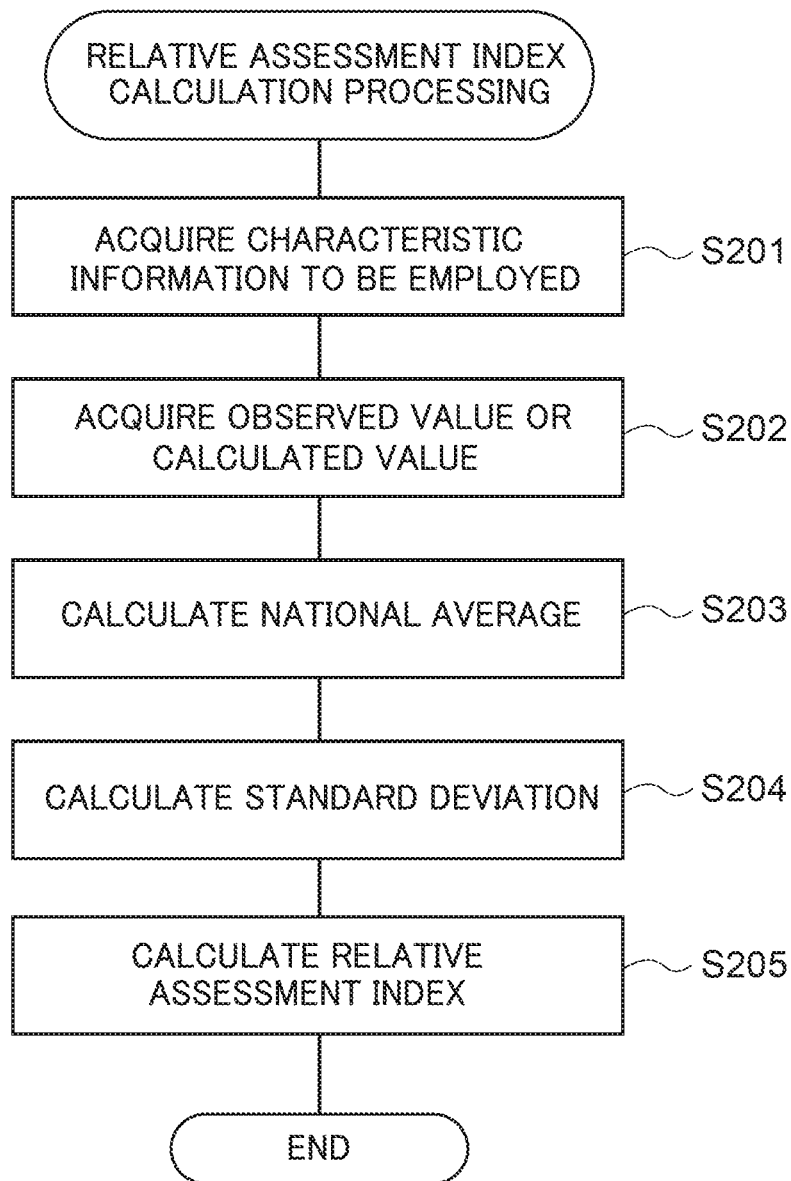 RELATIVE ASSESSMENT INDEX
CALCULATION PROCESSING
ACQUIRE CHARACTERISTIC
INFORMATION TO BE EMPLOYED
S201
ACQUIRE OBSERVED VALUE OR
CALCULATED VALUE
S202
CALCULATE NATIONAL AVERAGE
S203
CALCULATE STANDARD DEVIATION
S204
CALCULATE RELATIVE
ASSESSMENT INDEX
S205
END